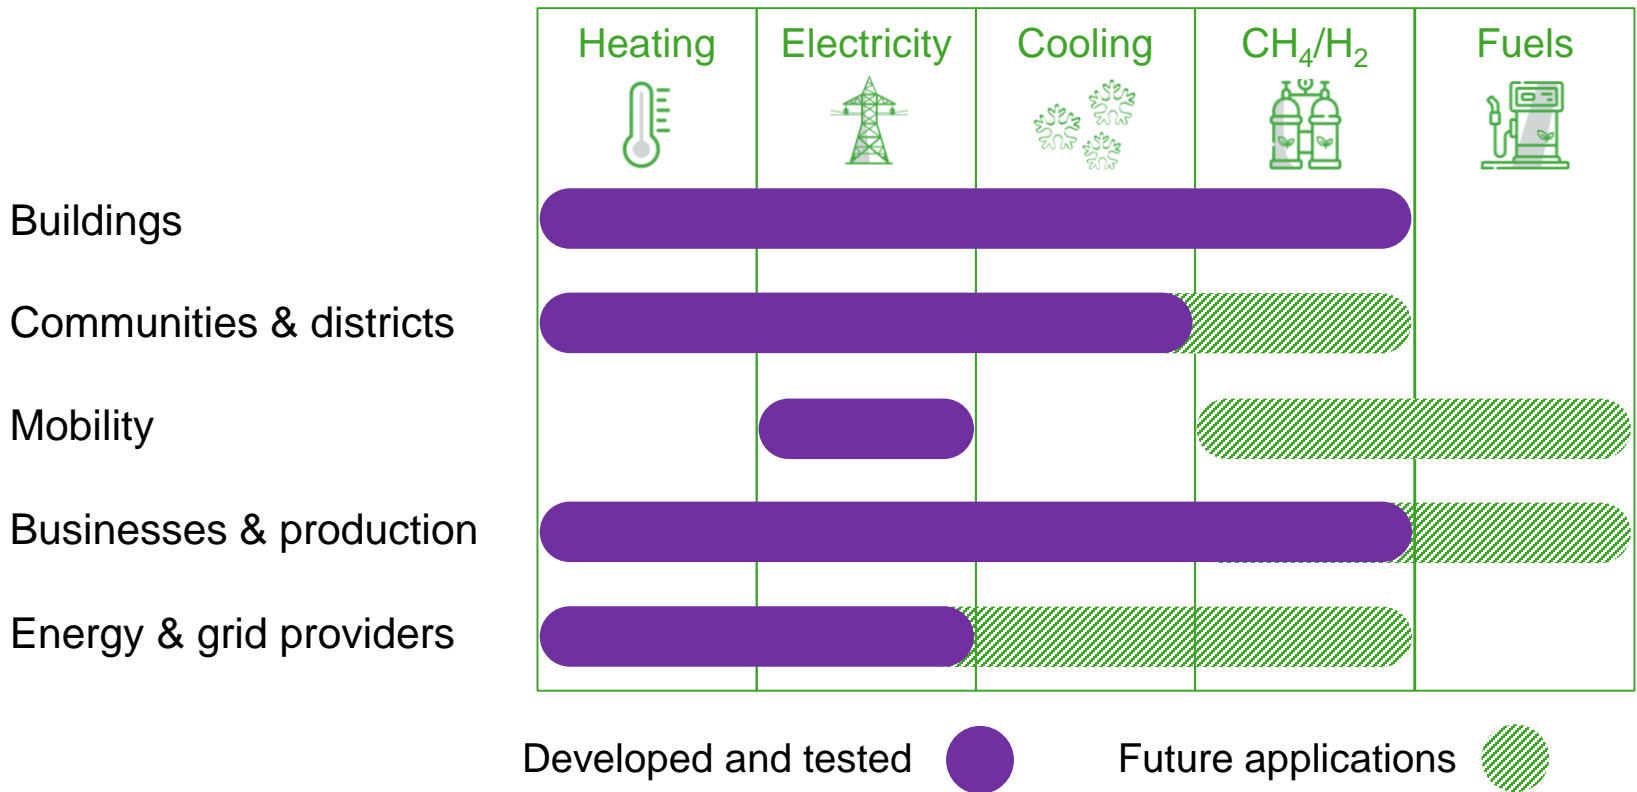 Heating Electricity Cooling CH₄/H₂ Fuels
Buildings
Communities & districts
Mobility
Businesses & production
Energy & grid providers
Developed and tested Future applications